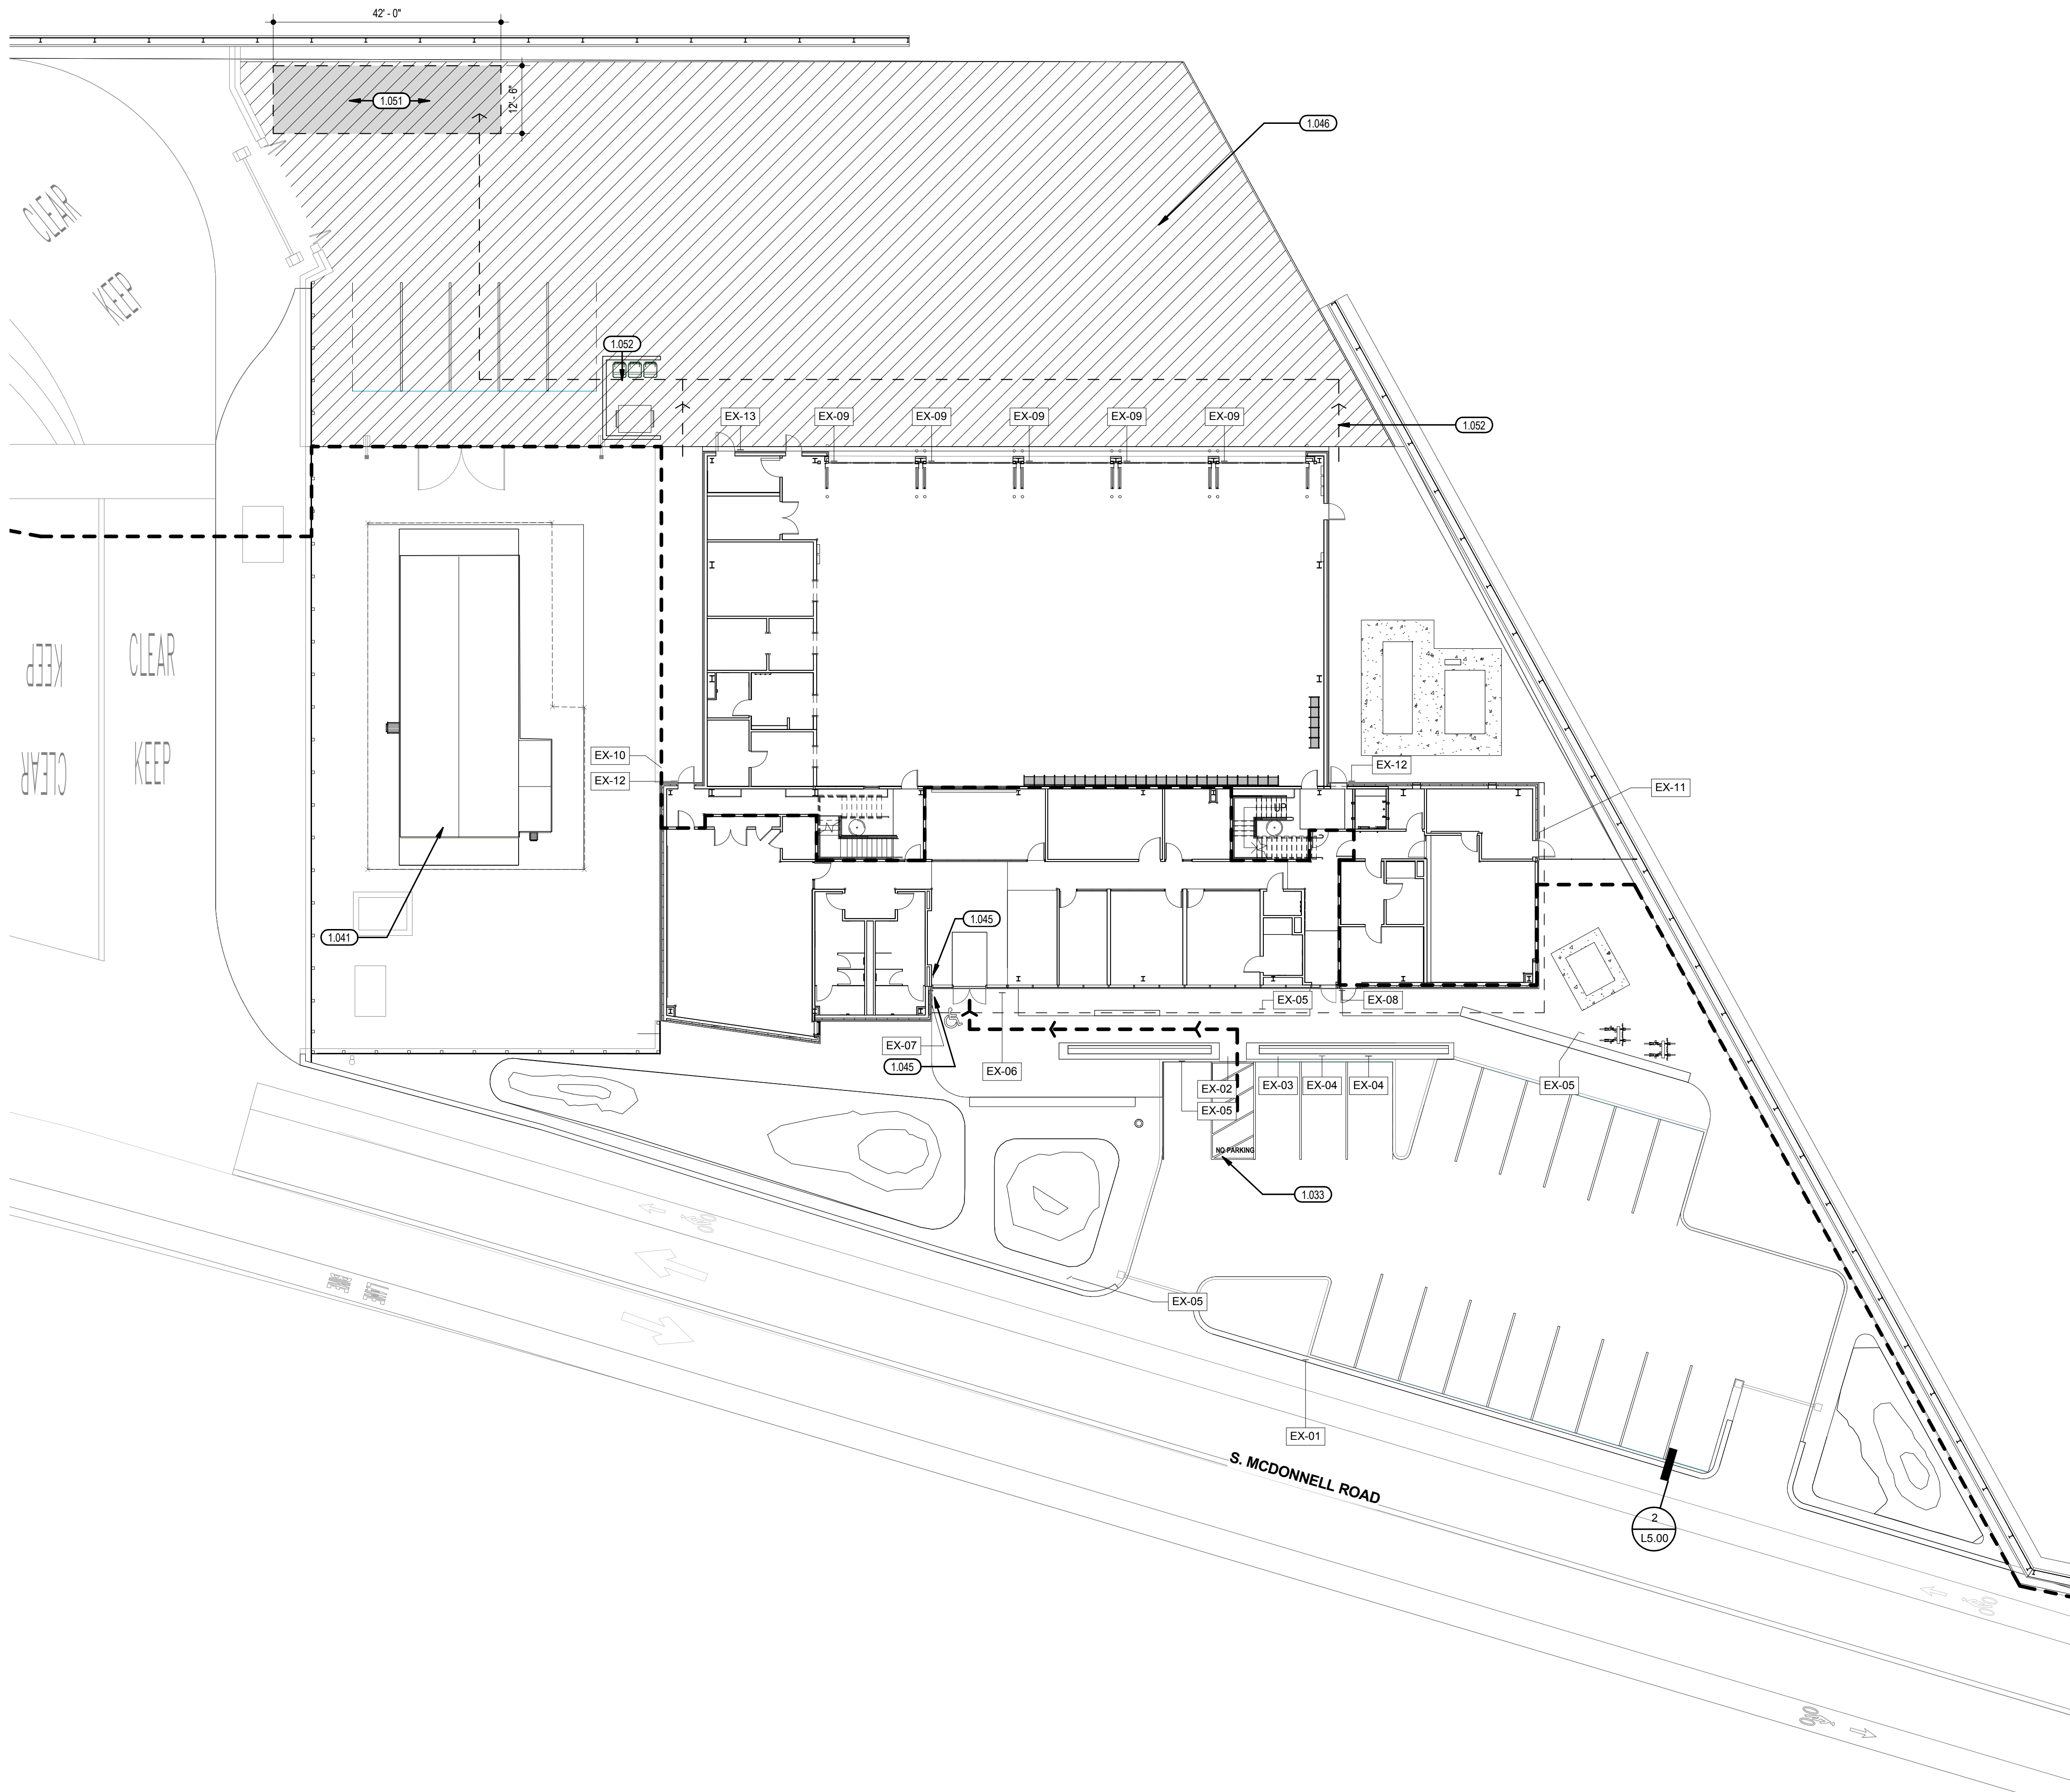 42' - 0"
12' - 6"
1.051
1.046
CLEAR
KEEP
1.052
EX-13
EX-09
EX-09
EX-09
EX-09
EX-09
1.052
KEEP
CLEAR
CLEAR
KEEP
EX-10
EX-12
EX-12
EX-11
UP
1.041
1.045
EX-05
EX-08
EX-07
1.045
EX-06
EX-02
EX-03
EX-04
EX-04
EX-05
EX-05
NO PARKING
1.033
EX-05
EX-01
S. MCDONNELL ROAD
2
L5.00